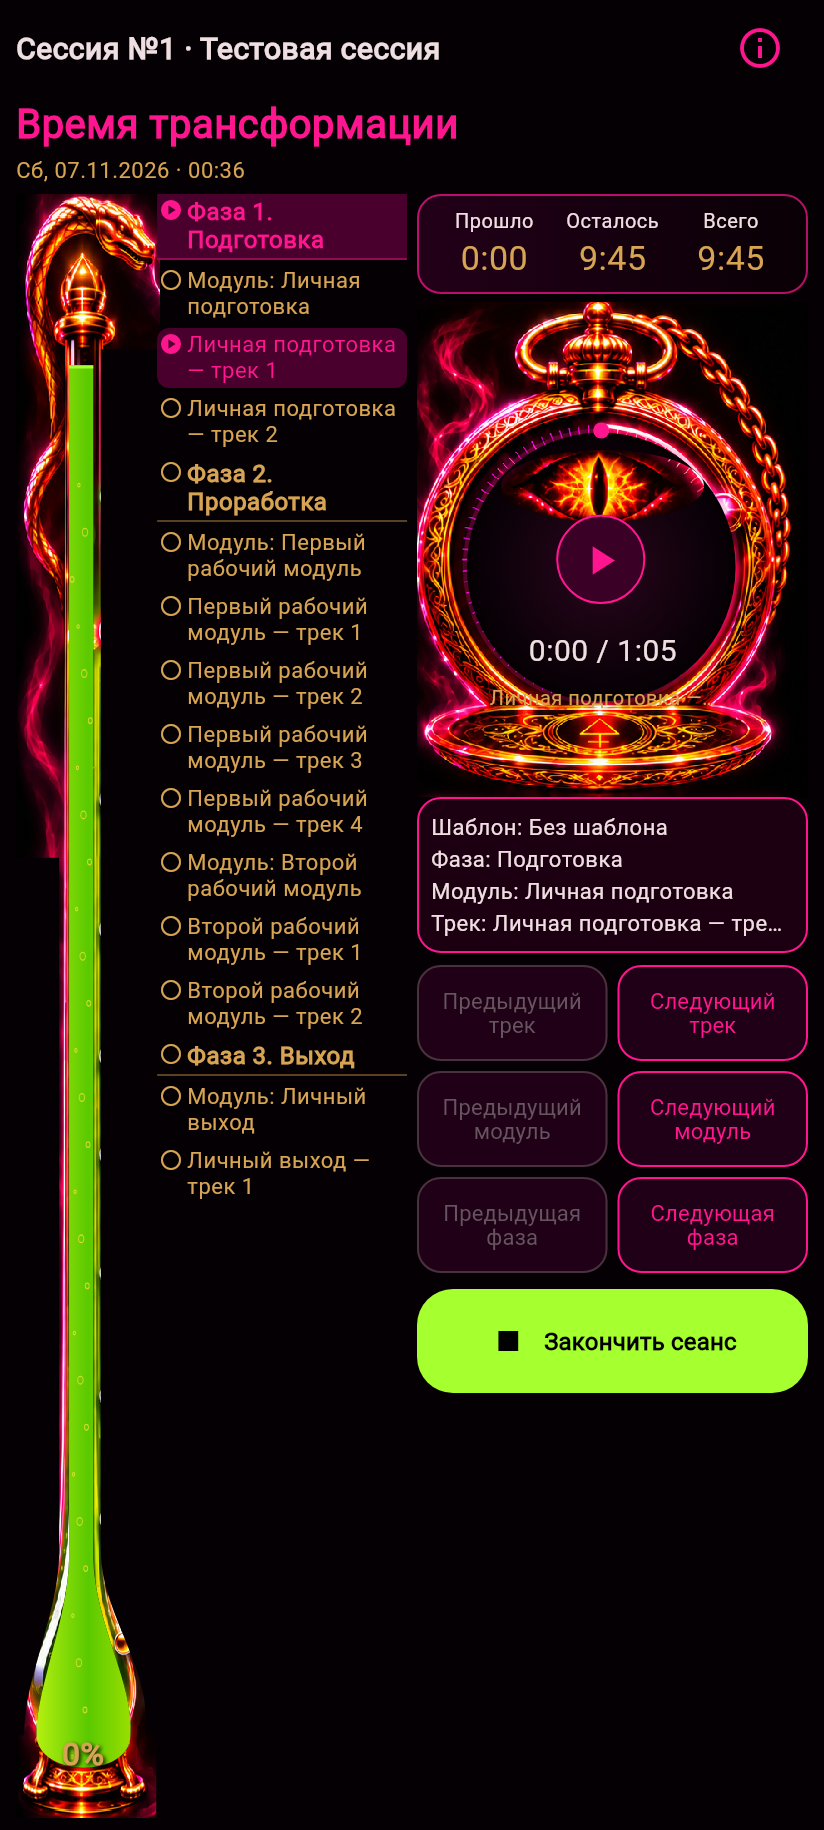 Сессия №1 · Тестовая сессия
Время трансформации
Сб, 07.11.2026 · 00:36
Фаза 1.
Подготовка
Модуль: Личная
подготовка
Личная подготовка
— трек 1
Личная подготовка
— трек 2
Фаза 2.
Проработка
Модуль: Первый
рабочий модуль
Первый рабочий
модуль — трек 1
Первый рабочий
модуль — трек 2
Первый рабочий
модуль — трек 3
Первый рабочий
модуль — трек 4
Модуль: Второй
рабочий модуль
Второй рабочий
модуль — трек 1
Второй рабочий
модуль — трек 2
Фаза 3. Выход
Модуль: Личный
выход
Личный выход —
трек 1
0%
Прошло Осталось Всего
0:00 9:45 9:45
0:00 / 1:05
Личная подготовка —
Шаблон: Без шаблона
Фаза: Подготовка
Модуль: Личная подготовка
Трек: Личная подготовка — тре...
Предыдущий
трек
Следующий
трек
Предыдущий
модуль
Следующий
модуль
Предыдущая
фаза
Следующая
фаза
Закончить сеанс